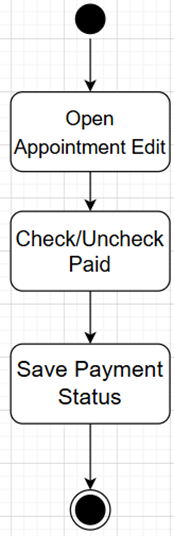 Open
Appointment Edit
Check/Uncheck
Paid
Save Payment
Status